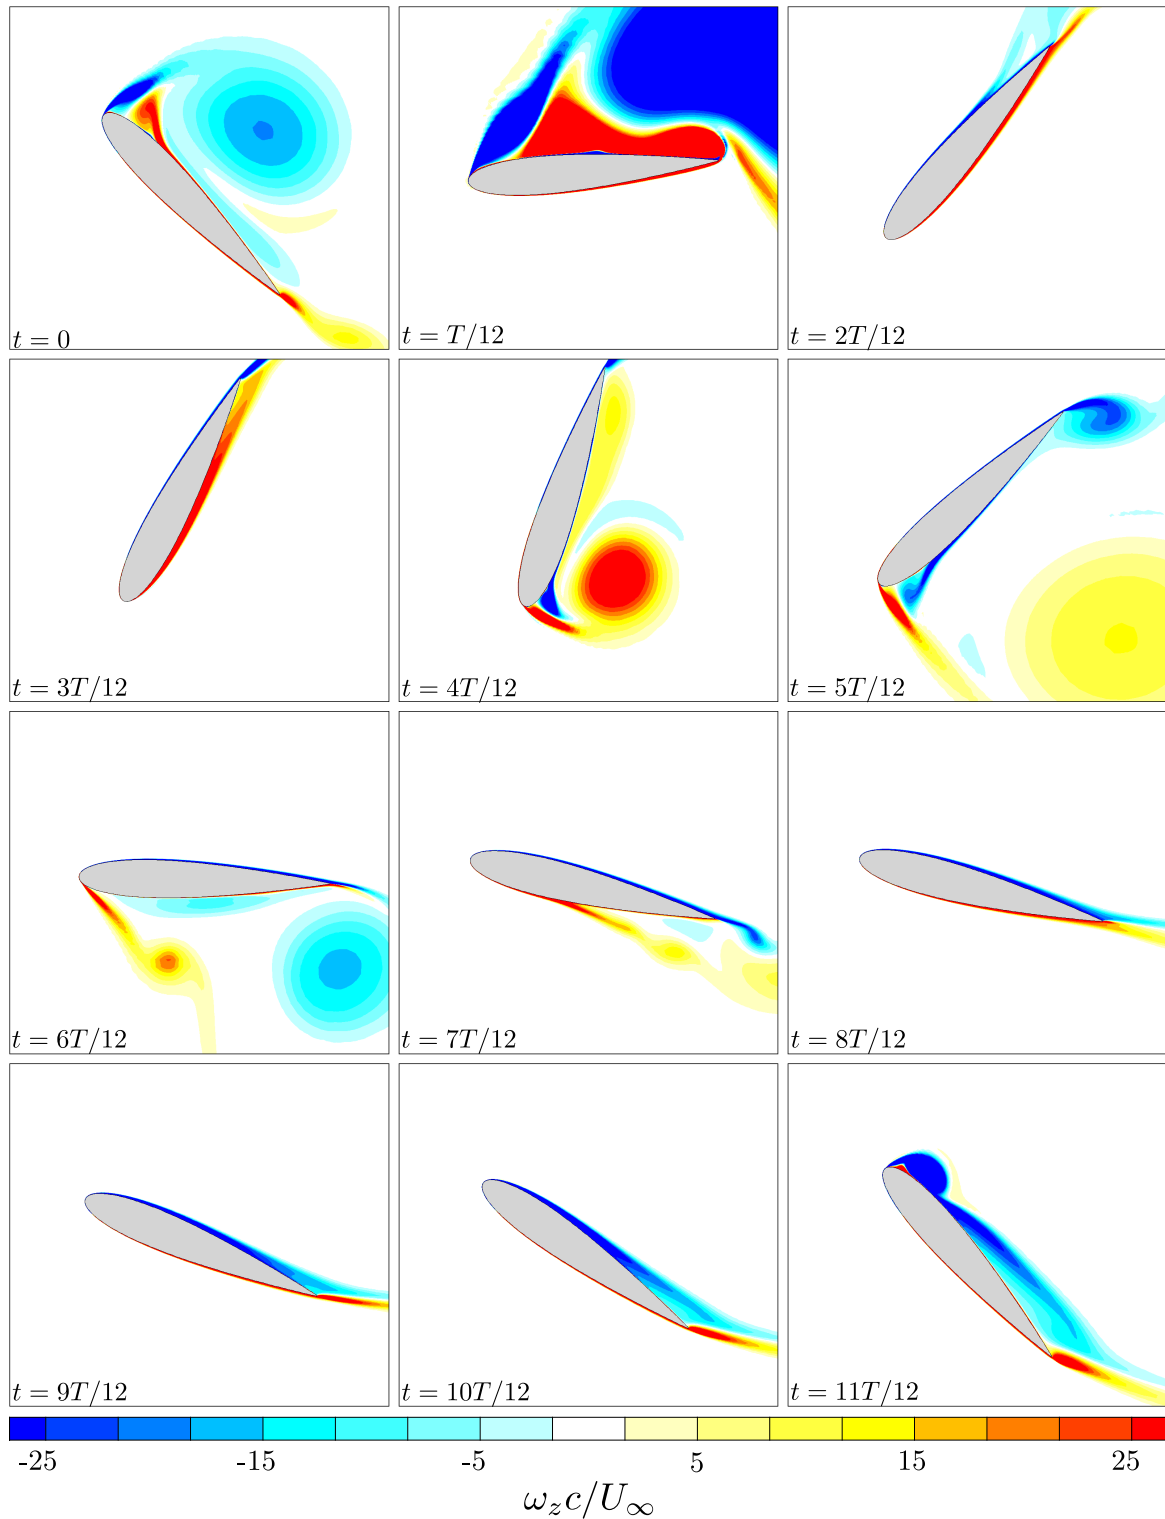 t = 0
t = T/12
t = 2T/12
t = 3T/12
t = 4T/12
t = 5T/12
t = 6T/12
t = 7T/12
t = 8T/12
t = 9T/12
t = 10T/12
t = 11T/12
-25 -15 -5 5 15 25
ω_z c/U_∞